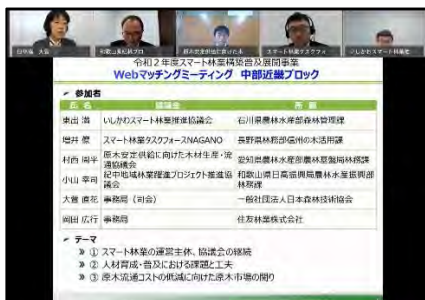 令和2年度スマート林業構築普及展開事業
Webマッチングミーティング 中部近畿ブロック
参加者
氏 名 協議会 所 属
東出 満 いしかわスマート林業推進協議会 石川県農林水産部森林管理課
増井 僚 スマート林業タスクフォースNAGANO 長野県林務部信州の木活用課
村西 周平 原木安定供給に向けた木材生産・流通協議会 愛知県農林水産部農林基盤局林務課
小山 幸司 紀中地域林業躍進プロジェクト推進協議会 和歌山県日高振興局農林水産振興部林務課
大萱 直花 事務局(司会) 一般社団法人日本森林技術協会
岡田 広行 事務局 住友林業株式会社
テーマ
① スマート林業の運営主体、協議会の継続
② 人材育成・普及における課題と工夫
③ 原木流通コストの低減に向けた原木市場の関り